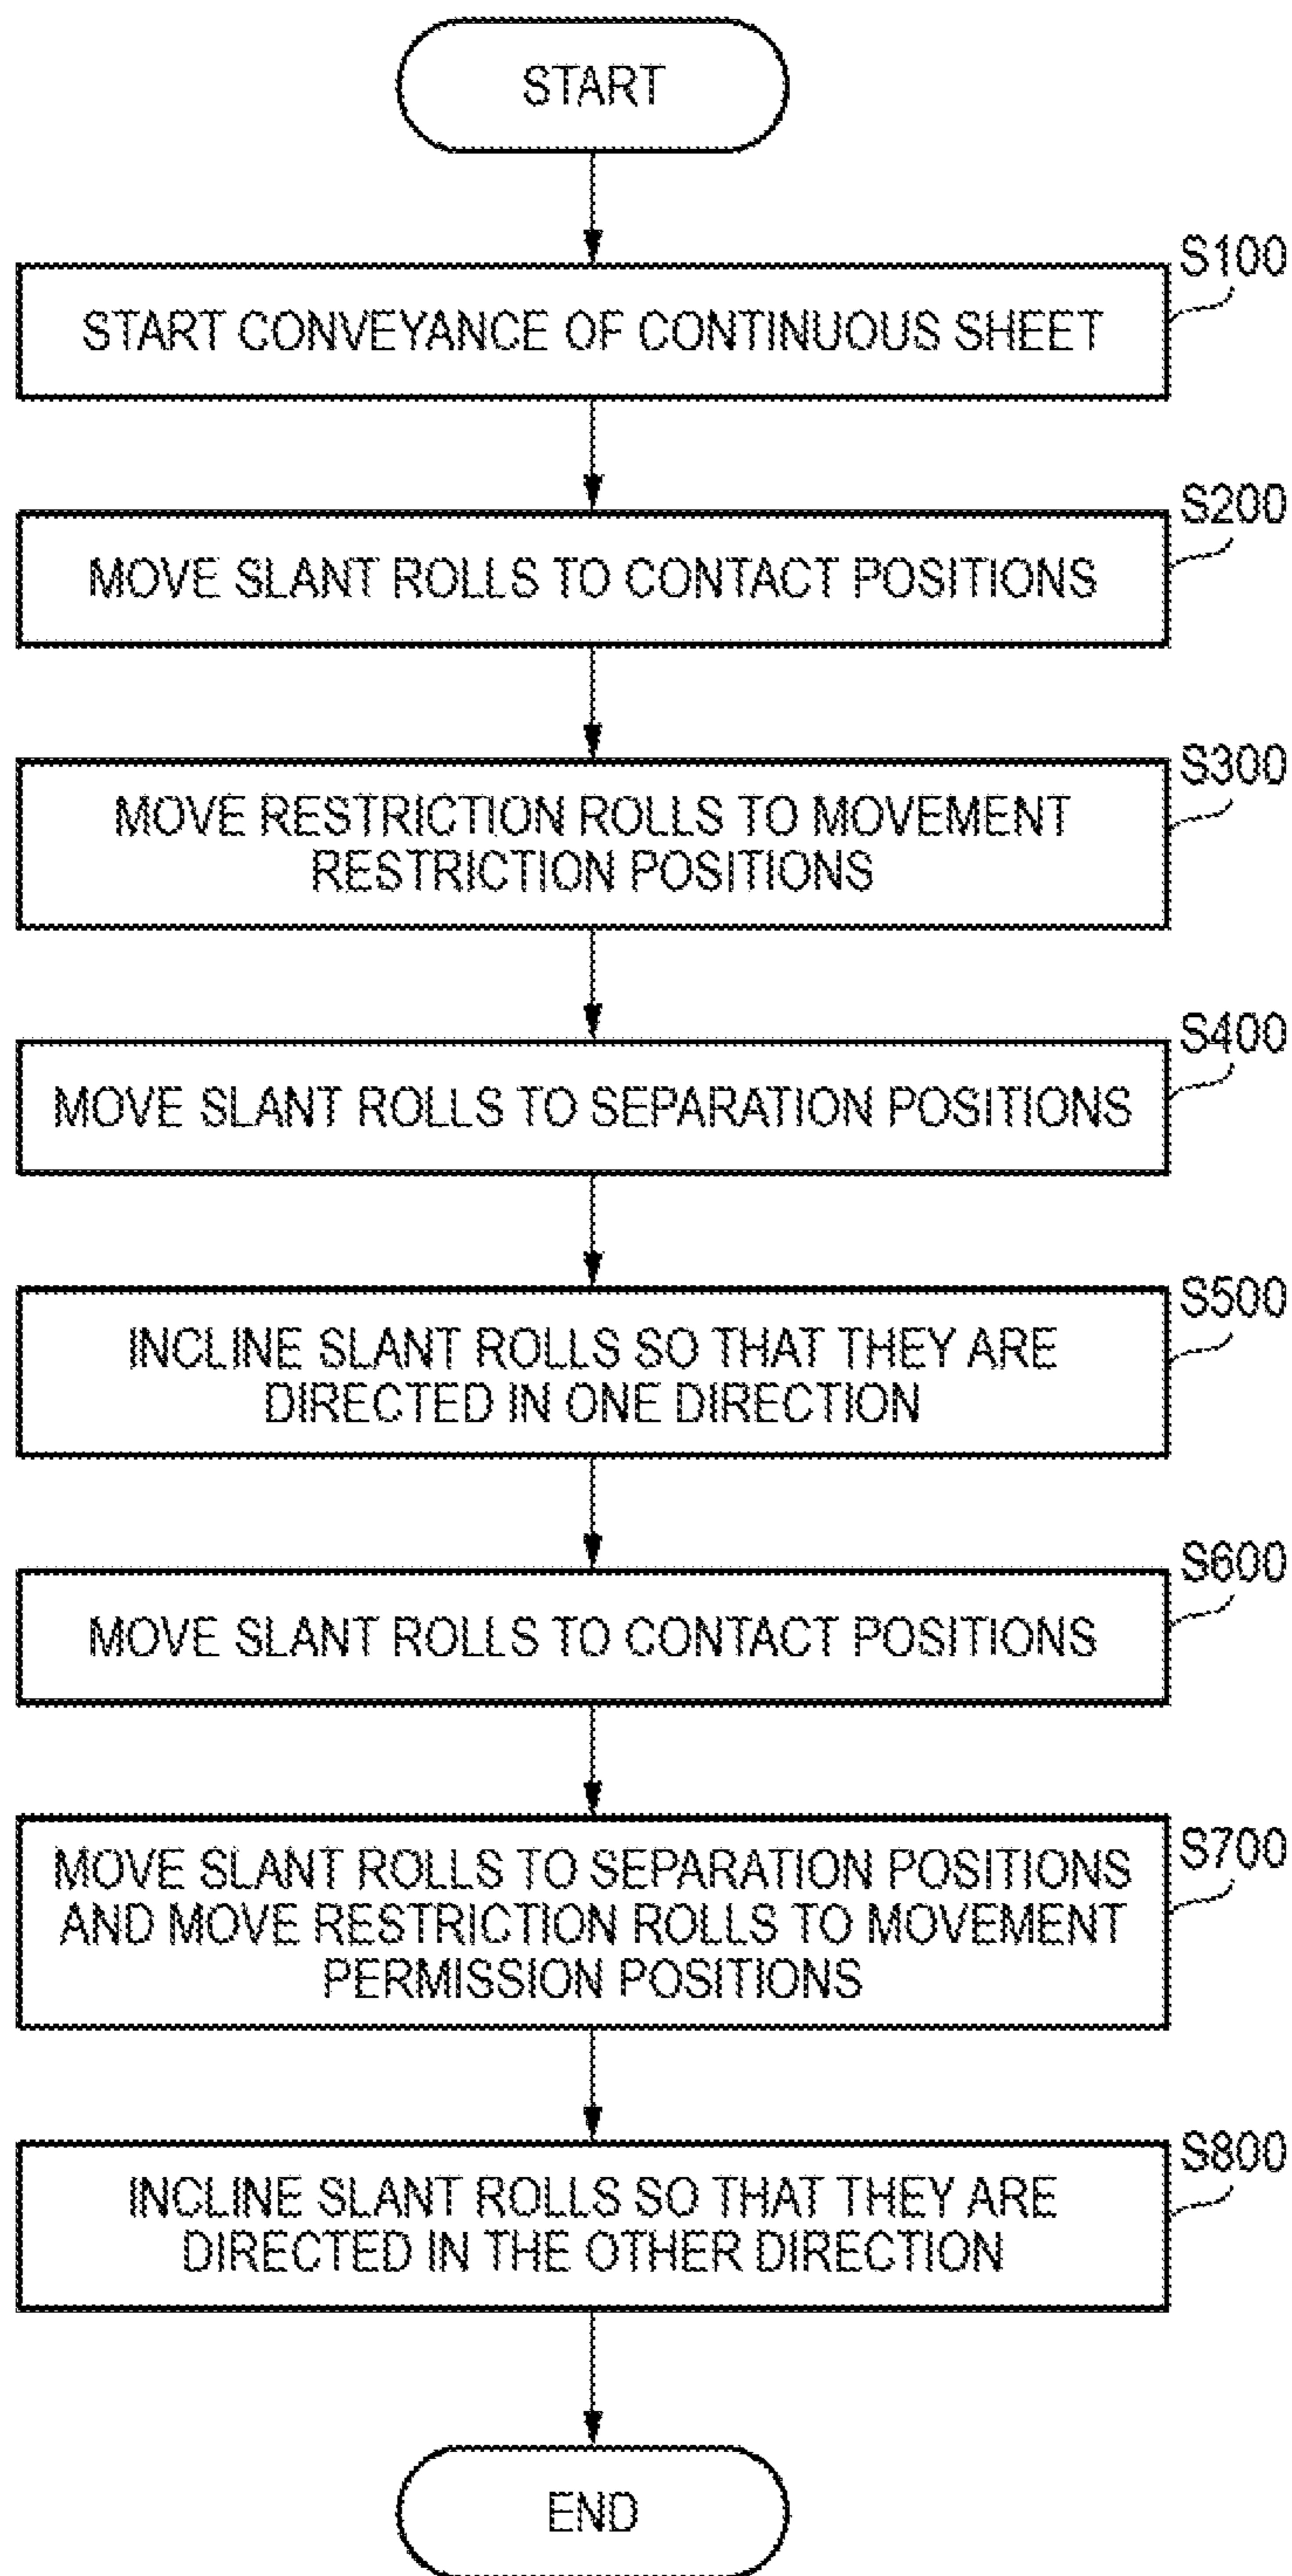 START
S100
START CONVEYANCE OF CONTINUOUS SHEET
S200
MOVE SLANT ROLLS TO CONTACT POSITIONS
S300
MOVE RESTRICTION ROLLS TO MOVEMENT
RESTRICTION POSITIONS
S400
MOVE SLANT ROLLS TO SEPARATION POSITIONS
S500
INCLINE SLANT ROLLS SO THAT THEY ARE
DIRECTED IN ONE DIRECTION
S600
MOVE SLANT ROLLS TO CONTACT POSITIONS
S700
MOVE SLANT ROLLS TO SEPARATION POSITIONS
AND MOVE RESTRICTION ROLLS TO MOVEMENT
PERMISSION POSITIONS
S800
INCLINE SLANT ROLLS SO THAT THEY ARE
DIRECTED IN THE OTHER DIRECTION
END